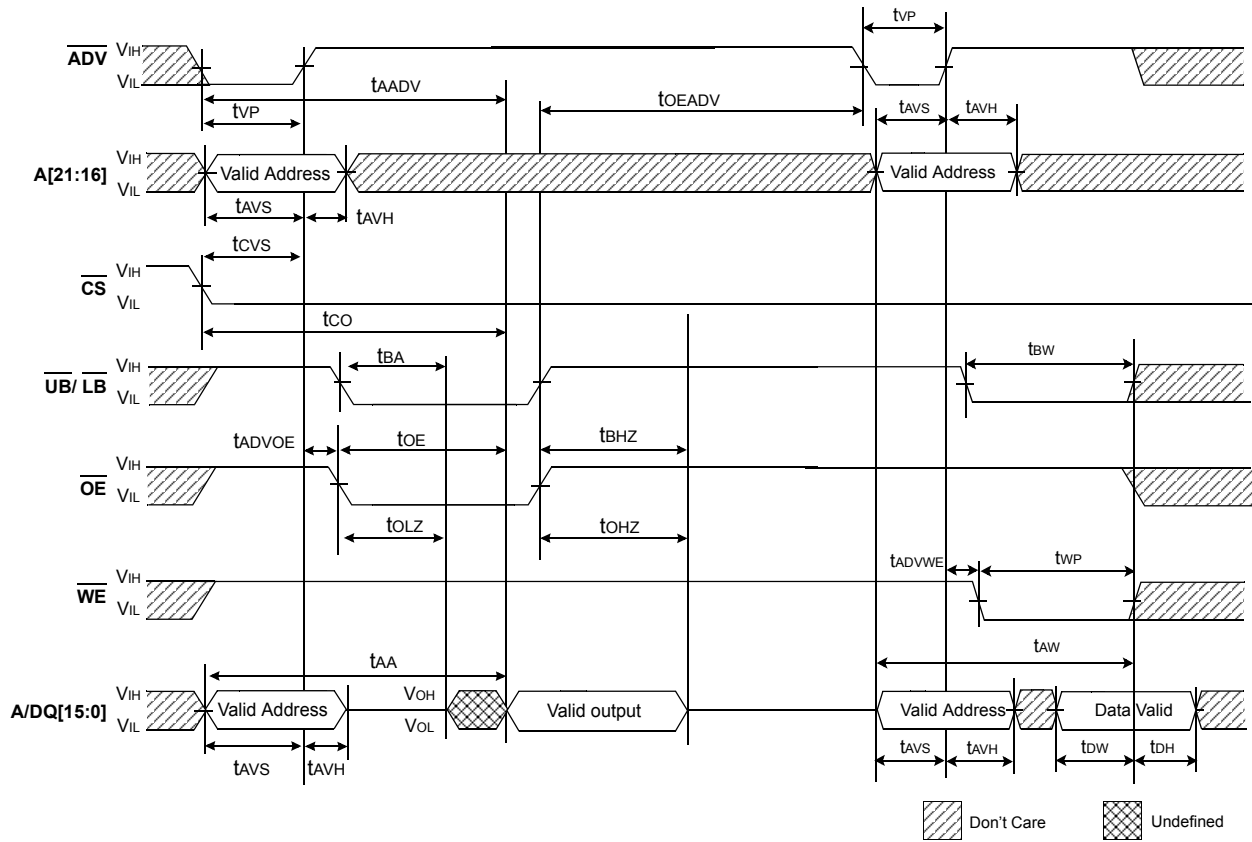 tVP
VIH
ADV
VIL
tAADV
tVP
tOEADV
tAVS
tAVH
VIH
A[21:16]
VIL
Valid Address
Valid Address
tAVS
tAVH
tCVS
VIH
CS
VIL
tCO
tBA
tBW
VIH
UB/ LB
VIL
tADVOE
tOE
tBHZ
VIH
OE
VIL
tOLZ
tOHZ
tADVWE
tWP
VIH
WE
VIL
tAA
tAW
VIH
A/DQ[15:0]
VIL
Valid Address
VOH
VOL
Valid output
Valid Address
Data Valid
tAVS
tAVH
tAVS
tAVH
tDW
tDH
Don't Care
Undefined